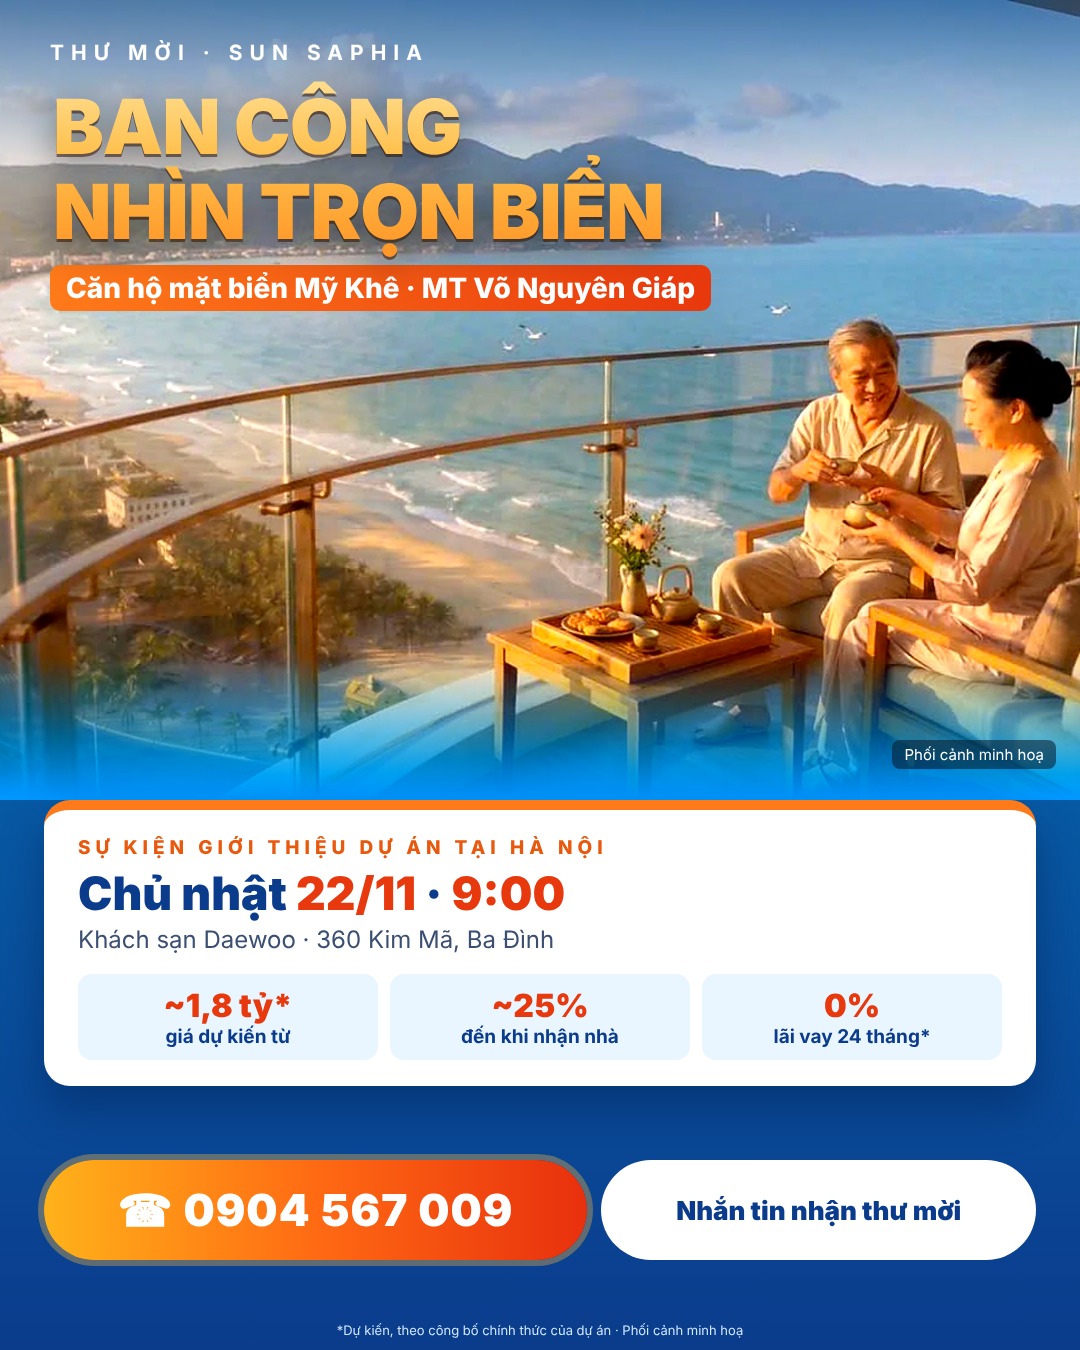 THƯ MỜI · SUN SAPHIA
BAN CÔNG
NHÌN TRỌN BIỂN
Căn hộ mặt biển Mỹ Khê · MT Võ Nguyên Giáp
Phối cảnh minh hoạ
SỰ KIỆN GIỚI THIỆU DỰ ÁN TẠI HÀ NỘI
Chủ nhật 22/11 · 9:00
Khách sạn Daewoo · 360 Kim Mã, Ba Đình
~1,8 tỷ*
giá dự kiến từ
~25%
đến khi nhận nhà
0%
lãi vay 24 tháng*
☎ 0904 567 009
Nhắn tin nhận thư mời
*Dự kiến, theo công bố chính thức của dự án · Phối cảnh minh hoạ